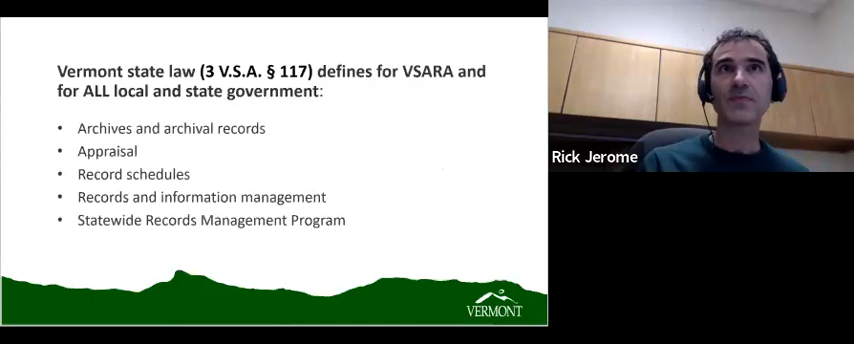 Vermont state law (3 V.S.A. § 117) defines for VSARA and
for ALL local and state government:
• Archives and archival records
• Appraisal
• Record schedules
• Records and information management
• Statewide Records Management Program
VERMONT
Rick Jerome